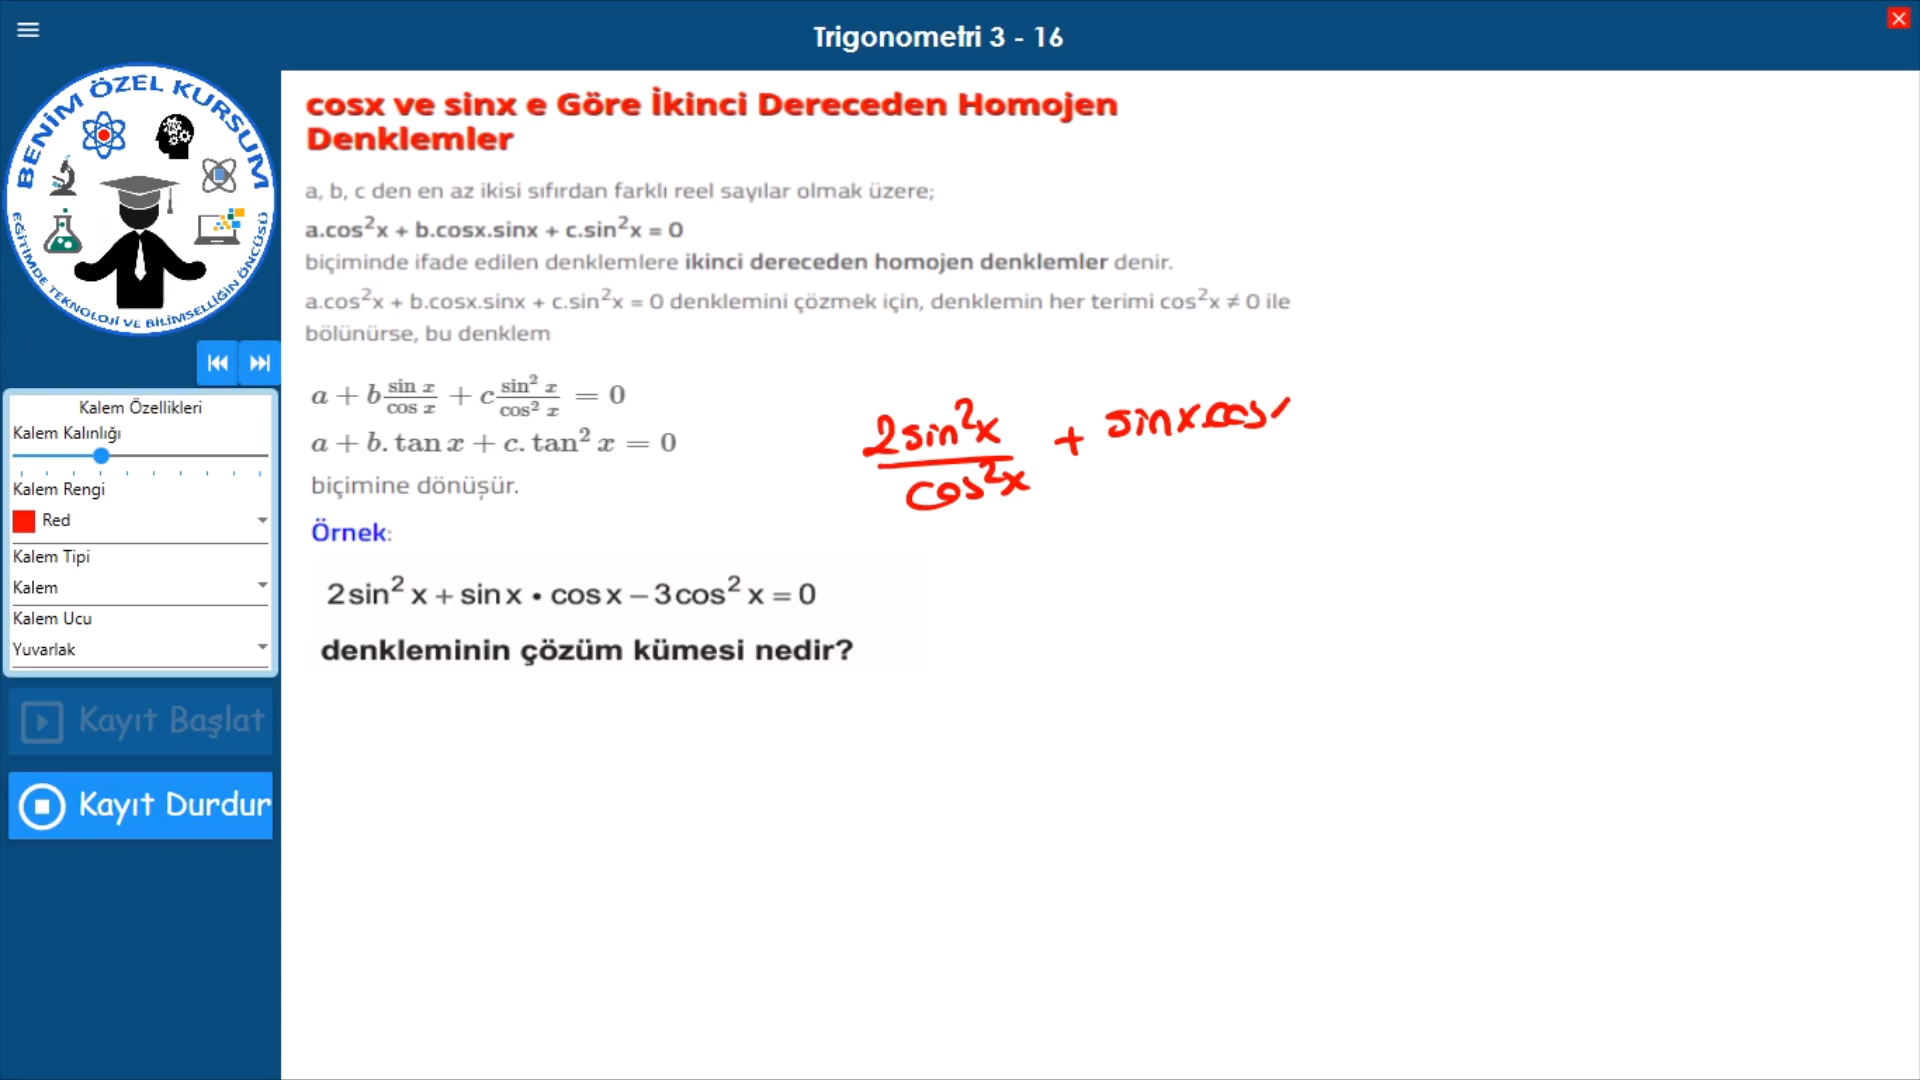 Trigonometri 3 - 16
BENİM ÖZEL KURSUM
EĞİTİMDE TEKNOLOJİ VE BİLİMSELLİĞİN ÖNCÜSÜ
Kalem Özellikleri
Kalem Kalınlığı
Kalem Rengi
Red
Kalem Tipi
Kalem
Kalem Ucu
Yuvarlak
Kayıt Başlat
Kayıt Durdur
cosx ve sinx e Göre İkinci Dereceden Homojen
Denklemler
a, b, c den en az ikisi sıfırdan farklı reel sayılar olmak üzere;
a.cos²x + b.cosx.sinx + c.sin²x = 0
biçiminde ifade edilen denklemlere ikinci dereceden homojen denklemler denir.
a.cos²x + b.cosx.sinx + c.sin²x = 0 denklemini çözmek için, denklemin her terimi cos²x ≠ 0 ile
bölünürse, bu denklem
a + b sin x / cos x + c sin² x / cos² x = 0
a + b. tan x + c. tan² x = 0
biçimine dönüşür.
2sin²x / cos²x + sinx cos
Örnek:
2sin² x + sin x • cos x − 3cos² x = 0
denkleminin çözüm kümesi nedir?